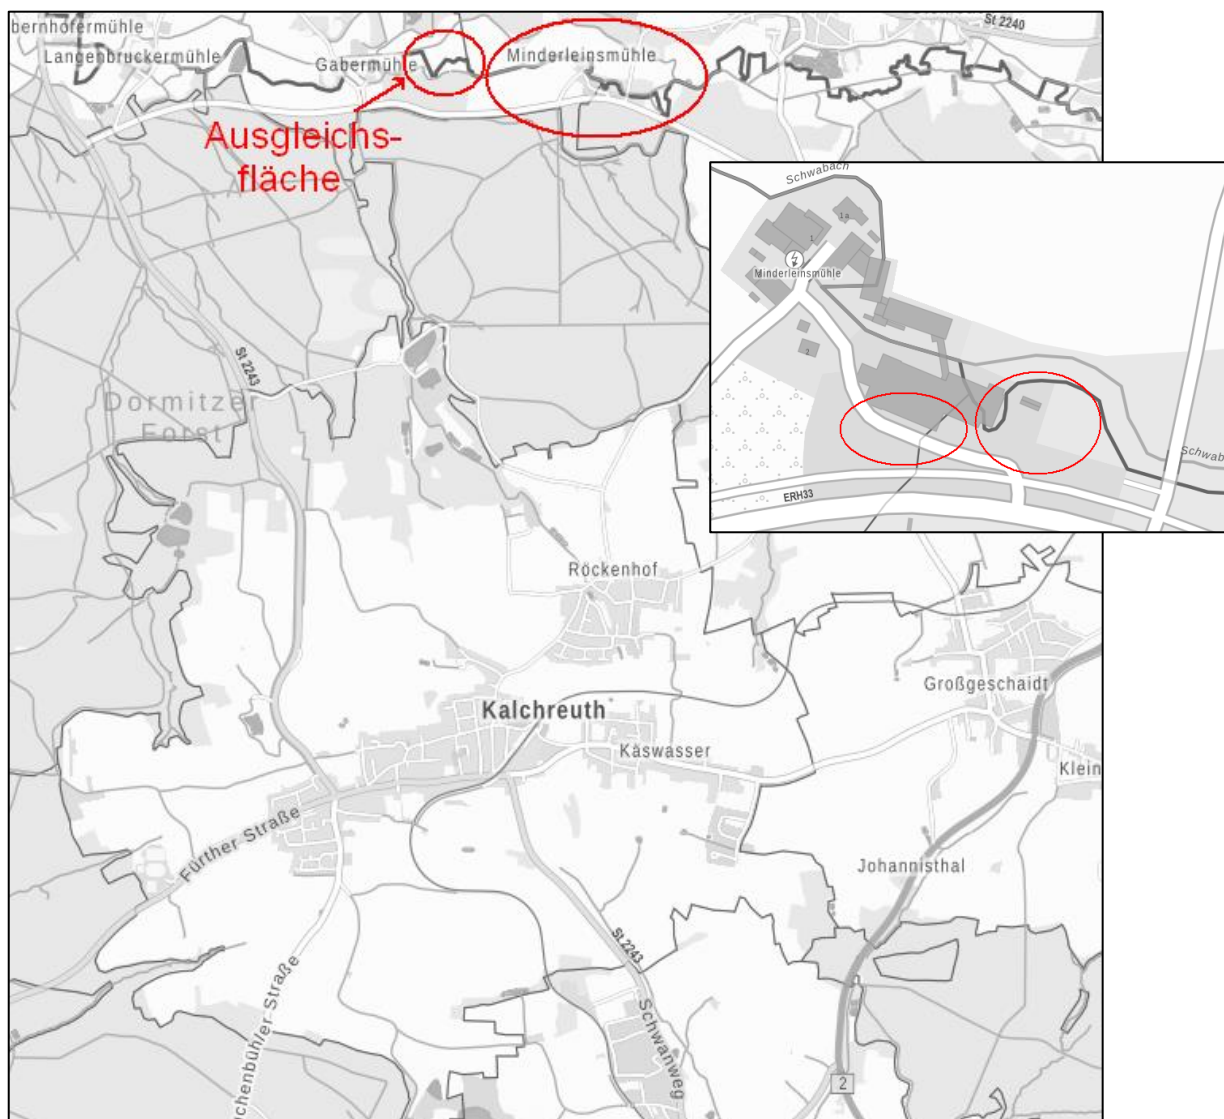 bernhofermühle
St 2240
Langenbruckermühle
Gabermühle
Minderleinsmühle
Ausgleichs-
fläche
Schwabach
1a
1
Minderleinsmühle
2
ERH33
Schwabach
St 2243
Dormitzer
Forst
Röckenhof
Großgeschaidt
Kalchreuth
Käswasser
Klein
Fürther Straße
Johannisthal
St 2243
chenbühler Straße
Schwanweg
2